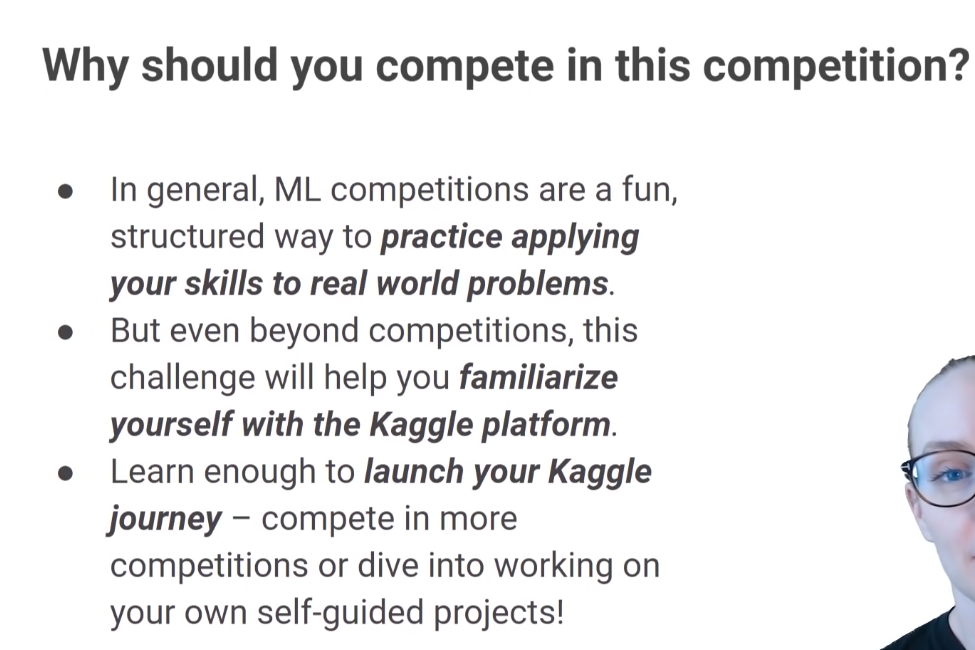 Why should you compete in this competition?
● In general, ML competitions are a fun,
structured way to practice applying
your skills to real world problems.
● But even beyond competitions, this
challenge will help you familiarize
yourself with the Kaggle platform.
● Learn enough to launch your Kaggle
journey – compete in more
competitions or dive into working on
your own self-guided projects!